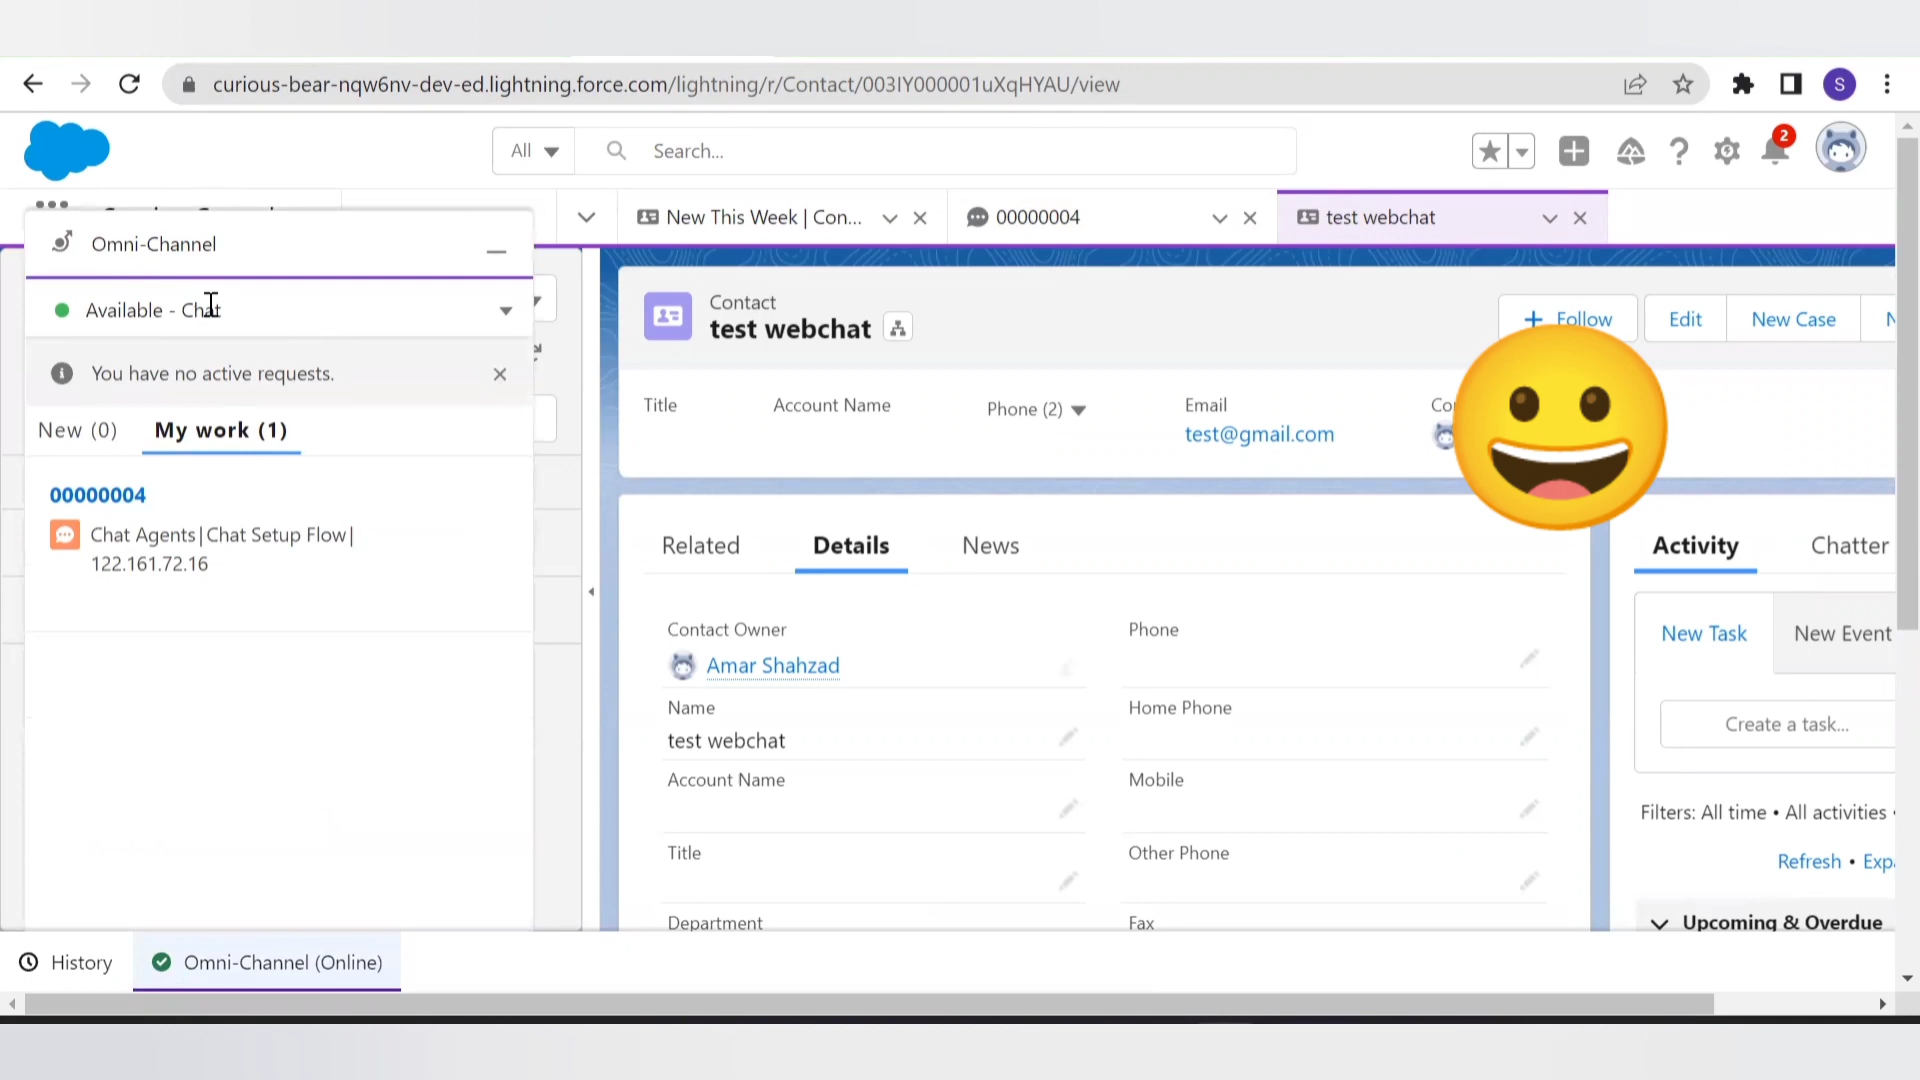 curious-bear-nqw6nv-dev-ed.lightning.force.com/lightning/r/Contact/003IY000001uXqHYAU/view
S
All
Search...
2
New This Week | Con...
00000004
test webchat
Omni-Channel
Available - Chat
You have no active requests.
New (0)
My work (1)
00000004
Chat Agents|Chat Setup Flow|
122.161.72.16
Contact
test webchat
Follow
Edit
New Case
N
Title
Account Name
Phone (2)
Email
test@gmail.com
Co
Related
Details
News
Contact Owner
Amar Shahzad
Name
test webchat
Account Name
Title
Department
Phone
Home Phone
Mobile
Other Phone
Fax
Activity
Chatter
New Task
New Event
Create a task...
Filters: All time • All activities •
Refresh • Expa
Upcoming & Overdue
History
Omni-Channel (Online)